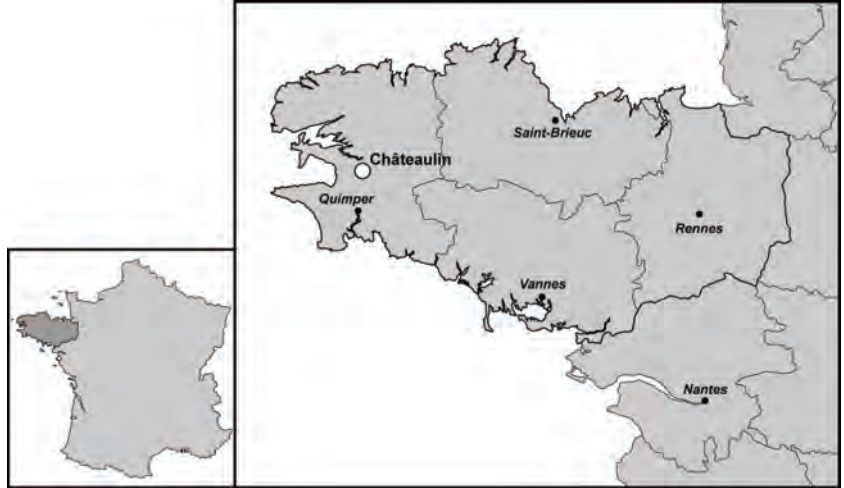 Saint-Brieuc
Châteaulin
Quimper
Rennes
Vannes
Nantes